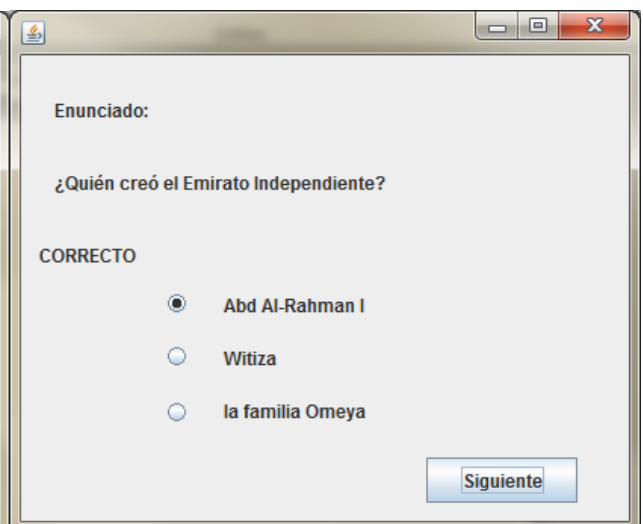 Enunciado:
¿Quién creó el Emirato Independiente?
CORRECTO
Abd Al-Rahman I
Witiza
la familia Omeya
Siguiente